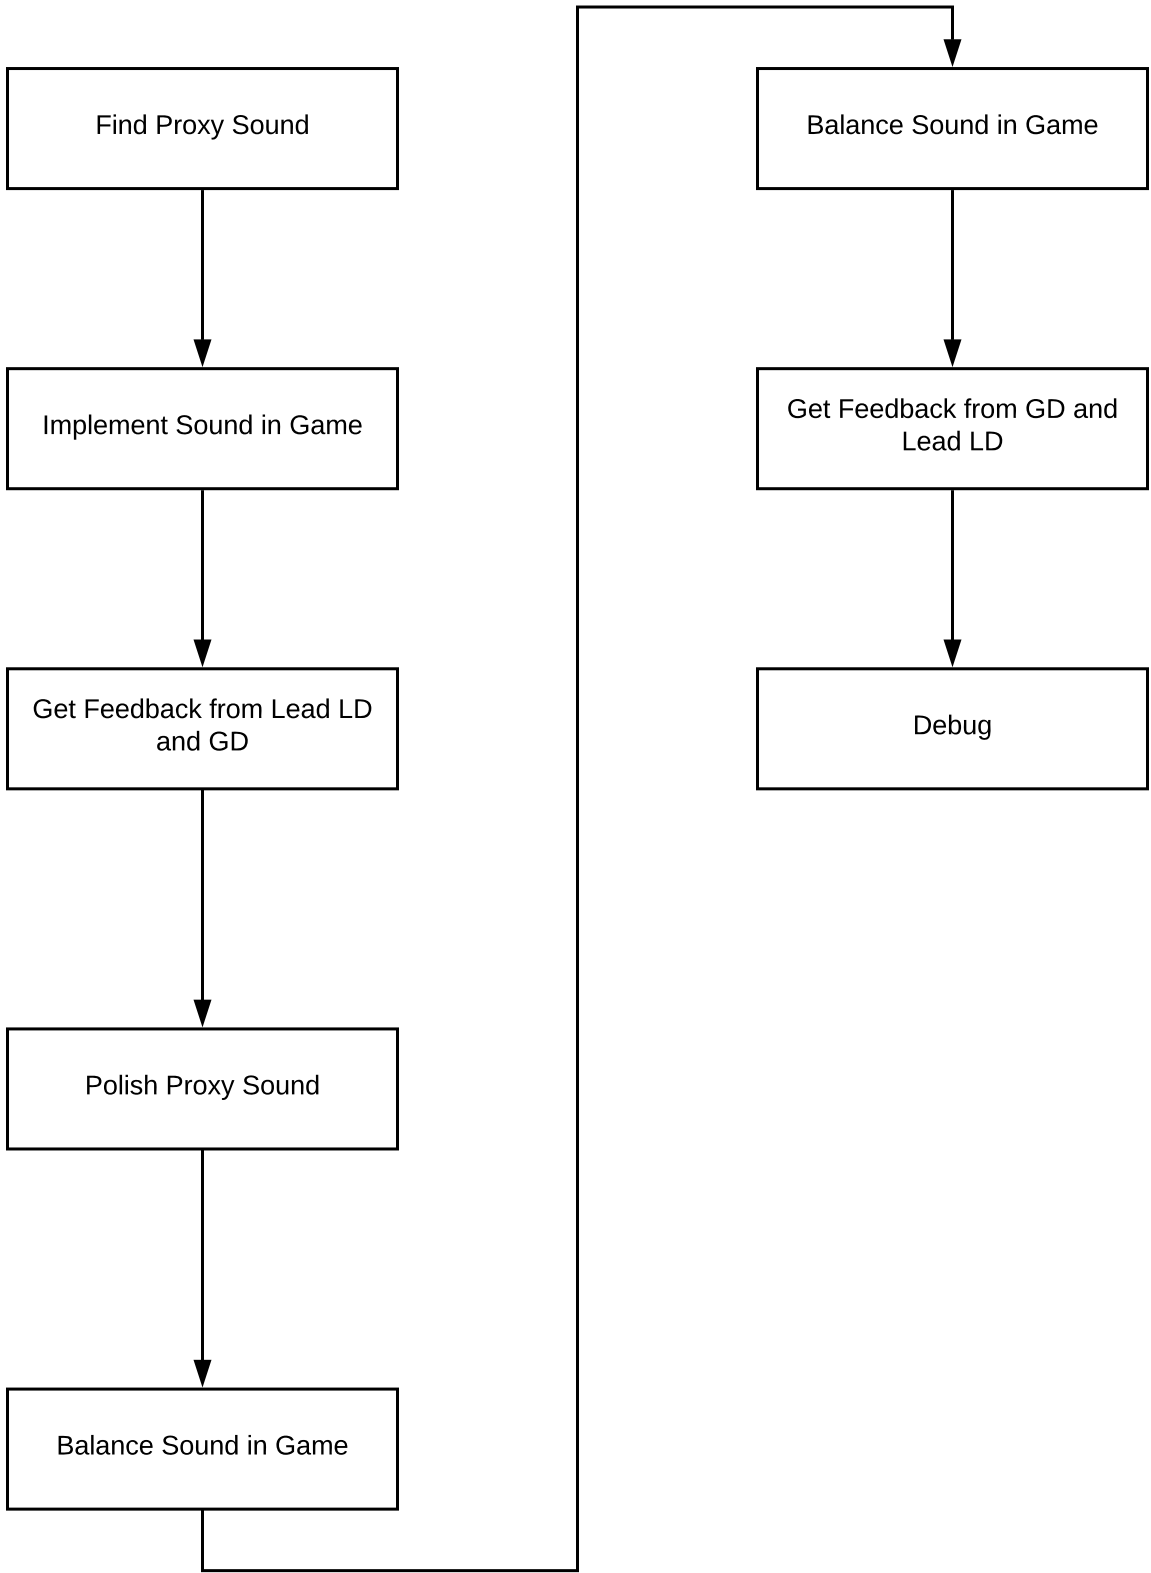 Find Proxy Sound
Implement Sound in Game
Get Feedback from Lead LD
and GD
Polish Proxy Sound
Balance Sound in Game
Balance Sound in Game
Get Feedback from GD and
Lead LD
Debug